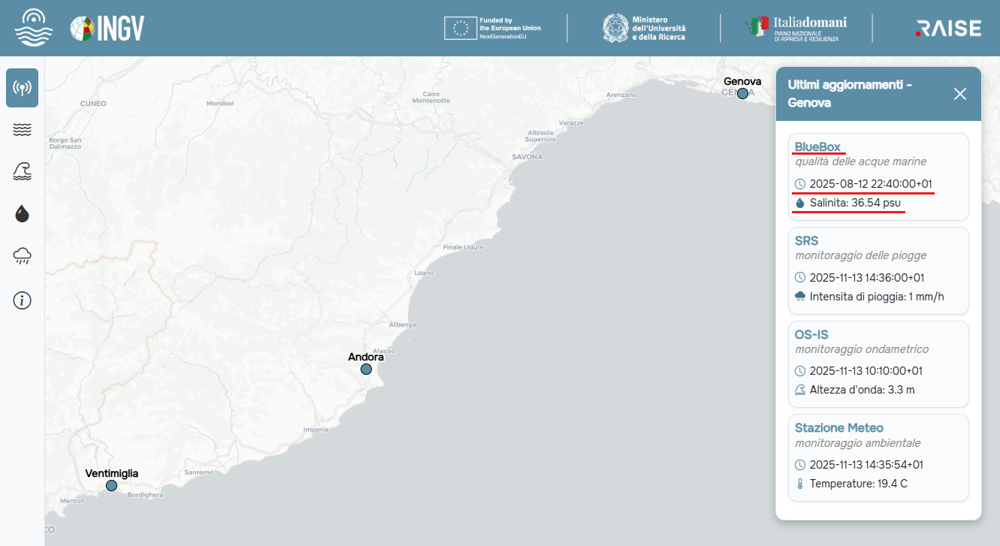 INGV
Funded by
the European Union
NextGenerationEU
Ministero
dell'Università
e della Ricerca
Italiadomani
PIANO NAZIONALE
DI RIPRESA E RESILIENZA
RAISE
Ultimi aggiornamenti -
Genova
BlueBox
qualità delle acque marine
2025-08-12 22:40:00+01
Salinita: 36.54 psu
SRS
monitoraggio delle piogge
2025-11-13 14:36:00+01
Intensita di pioggia: 1 mm/h
OS-IS
monitoraggio ondametrico
2025-11-13 10:10:00+01
Altezza d'onda: 3.3 m
Stazione Meteo
monitoraggio ambientale
2025-11-13 14:35:54+01
Temperature: 19.4 C
Genova
GENOVA
Arenzano
CUNEO
Mondovì
Cairo
Montenotte
Varazze
Borgo San
Dalmazzo
Albisola
Superiore
SAVONA
Finale Ligure
Loano
Albenga
Alassio
Andora
Imperia
Ventimiglia
Sanremo
Bordighera
Menton
CO